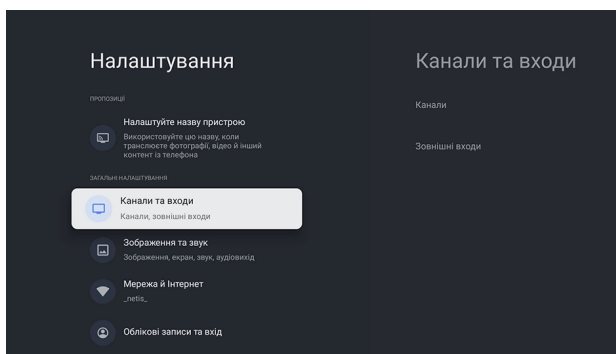 Налаштування
ПРОПОЗИЦІЇ
Налаштуйте назву пристрою
Використовуйте цю назву, коли
транслюєте фотографії, відео й інший
контент із телефона
ЗАГАЛЬНІ НАЛАШТУВАННЯ
Канали та входи
Канали, зовнішні входи
Зображення та звук
Зображення, екран, звук, аудіовихід
Мережа й Інтернет
_netis_
Облікові записи та вхід
Канали та входи
Канали
Зовнішні входи